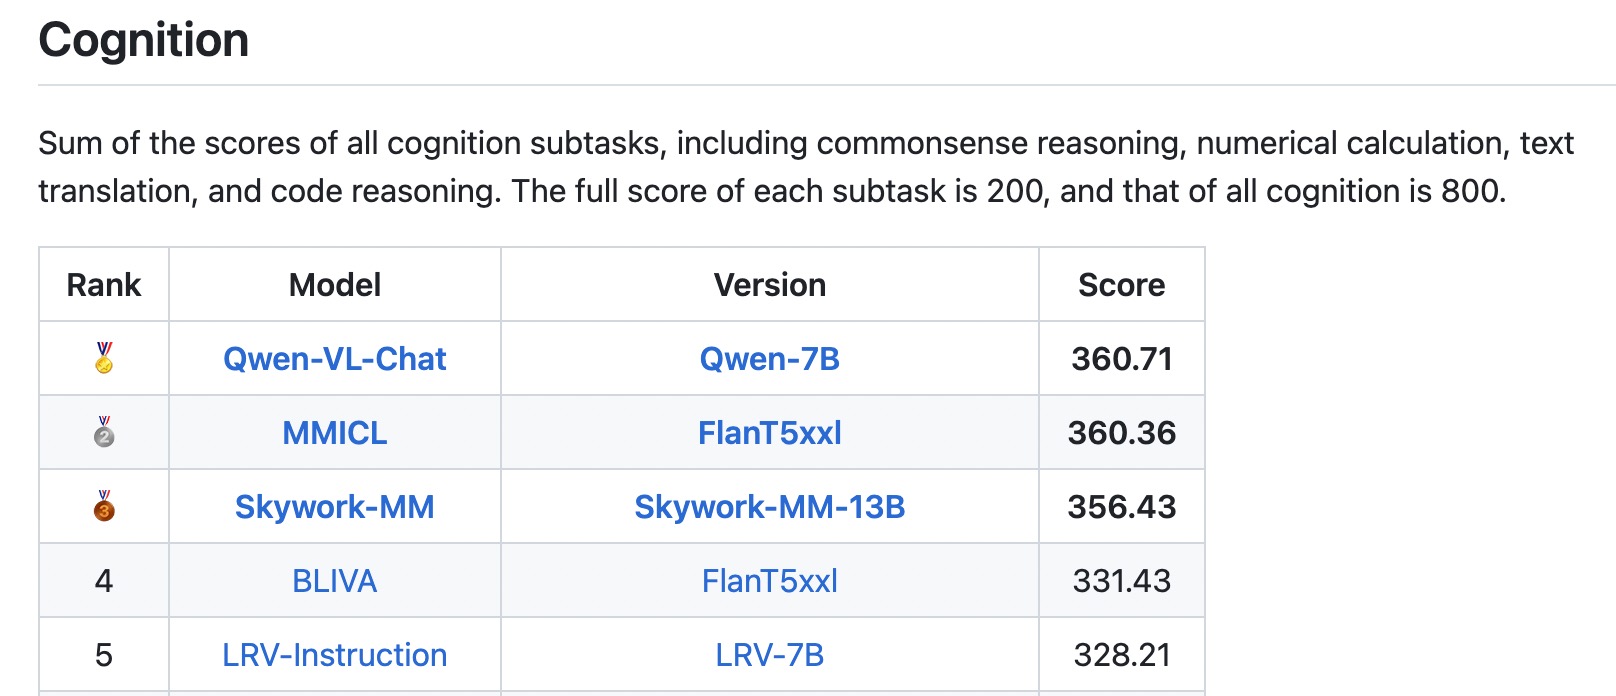 Cognition
Sum of the scores of all cognition subtasks, including commonsense reasoning, numerical calculation, text
translation, and code reasoning. The full score of each subtask is 200, and that of all cognition is 800.
Rank Model Version Score
Qwen-VL-Chat Qwen-7B 360.71
2 MMICL FlanT5xxl 360.36
3 Skywork-MM Skywork-MM-13B 356.43
4 BLIVA FlanT5xxl 331.43
5 LRV-Instruction LRV-7B 328.21